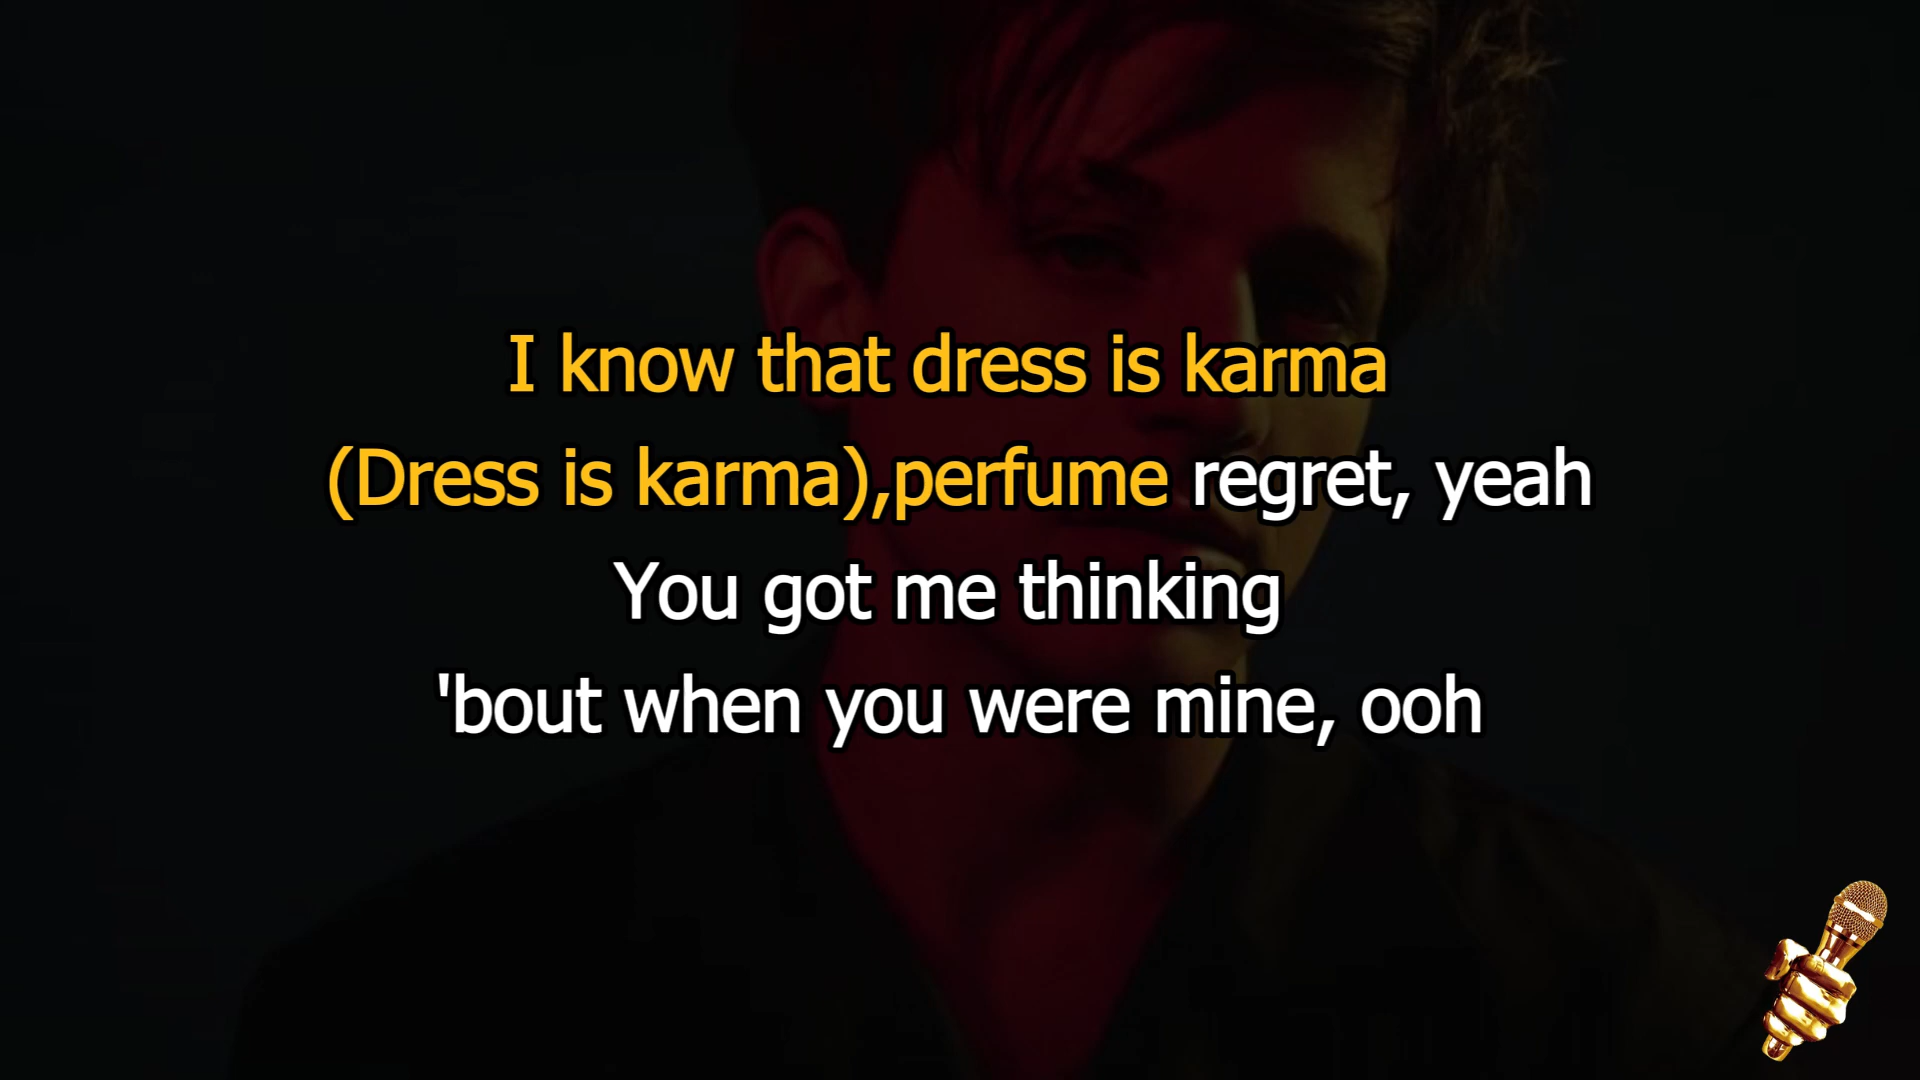 I know that dress is karma
(Dress is karma),perfume regret, yeah
You got me thinking
'bout when you were mine, ooh